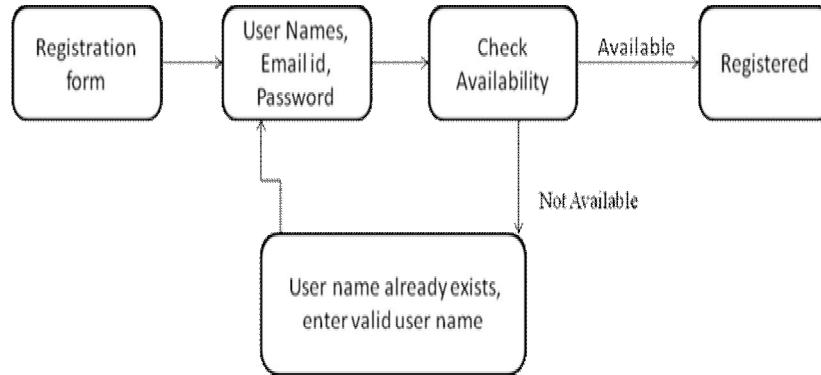 Registration
form
User Names,
Email id,
Password
Check
Availability
Available
Registered
Not Available
User name already exists,
enter valid user name